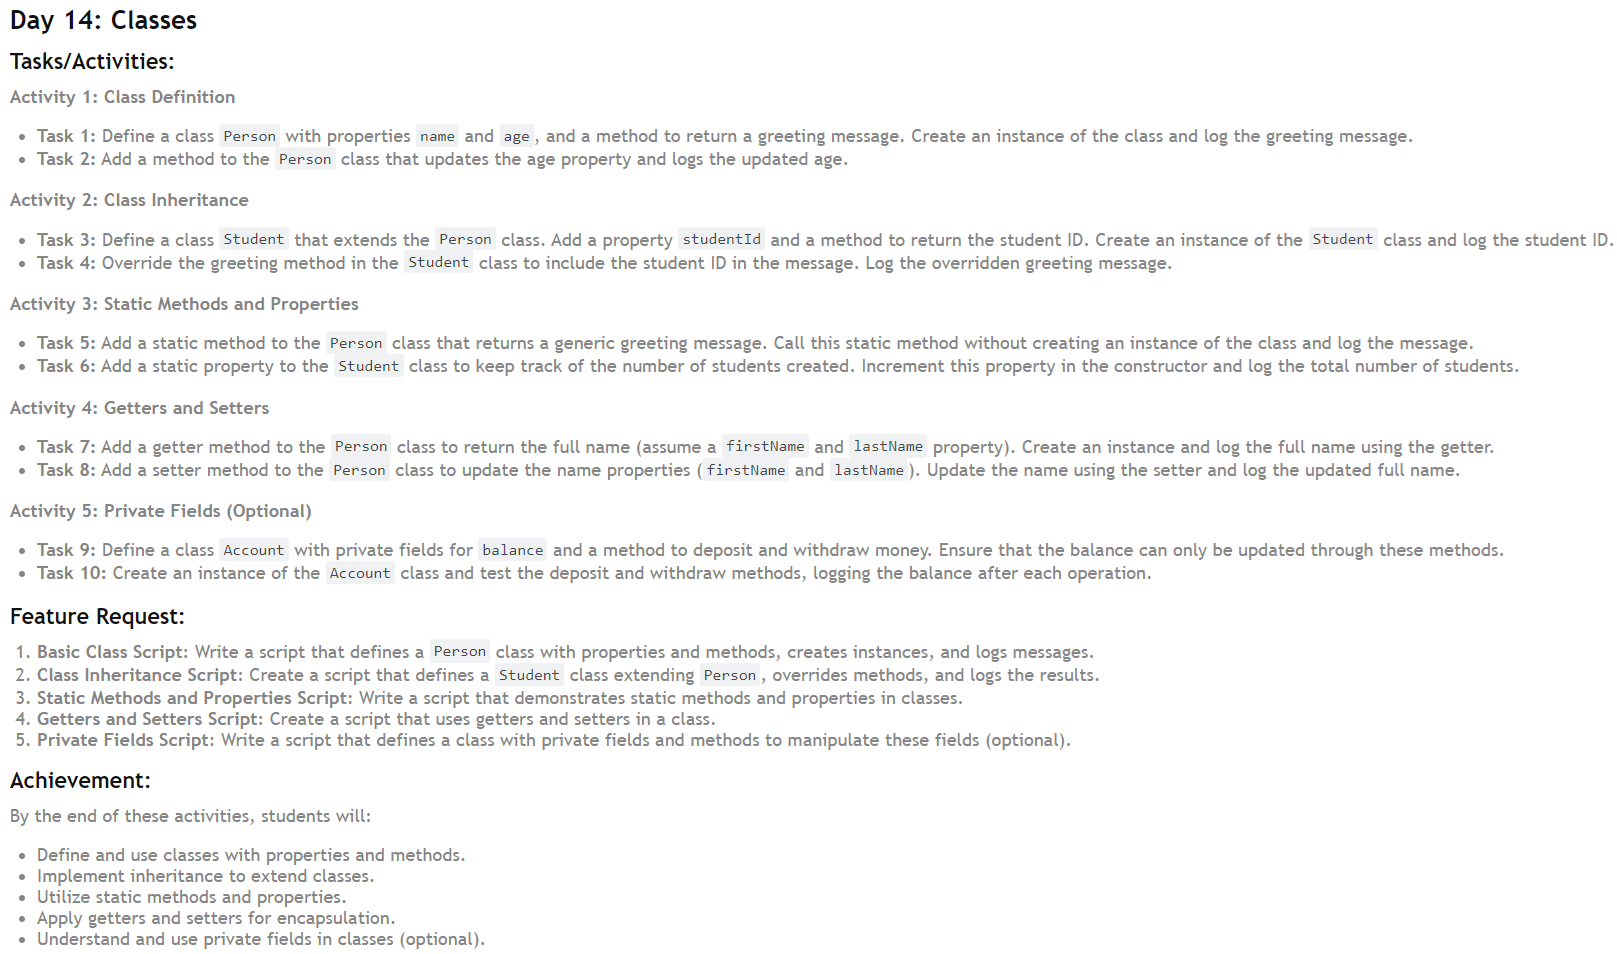 Day 14: Classes
Tasks/Activities:
Activity 1: Class Definition
• Task 1: Define a class Person with properties name and age, and a method to return a greeting message. Create an instance of the class and log the greeting message.
• Task 2: Add a method to the Person class that updates the age property and logs the updated age.
Activity 2: Class Inheritance
• Task 3: Define a class Student that extends the Person class. Add a property studentId and a method to return the student ID. Create an instance of the Student class and log the student ID.
• Task 4: Override the greeting method in the Student class to include the student ID in the message. Log the overridden greeting message.
Activity 3: Static Methods and Properties
• Task 5: Add a static method to the Person class that returns a generic greeting message. Call this static method without creating an instance of the class and log the message.
• Task 6: Add a static property to the Student class to keep track of the number of students created. Increment this property in the constructor and log the total number of students.
Activity 4: Getters and Setters
• Task 7: Add a getter method to the Person class to return the full name (assume a firstName and lastName property). Create an instance and log the full name using the getter.
• Task 8: Add a setter method to the Person class to update the name properties (firstName and lastName). Update the name using the setter and log the updated full name.
Activity 5: Private Fields (Optional)
• Task 9: Define a class Account with private fields for balance and a method to deposit and withdraw money. Ensure that the balance can only be updated through these methods.
• Task 10: Create an instance of the Account class and test the deposit and withdraw methods, logging the balance after each operation.
Feature Request:
1. Basic Class Script: Write a script that defines a Person class with properties and methods, creates instances, and logs messages.
2. Class Inheritance Script: Create a script that defines a Student class extending Person, overrides methods, and logs the results.
3. Static Methods and Properties Script: Write a script that demonstrates static methods and properties in classes.
4. Getters and Setters Script: Create a script that uses getters and setters in a class.
5. Private Fields Script: Write a script that defines a class with private fields and methods to manipulate these fields (optional).
Achievement:
By the end of these activities, students will:
• Define and use classes with properties and methods.
• Implement inheritance to extend classes.
• Utilize static methods and properties.
• Apply getters and setters for encapsulation.
• Understand and use private fields in classes (optional).